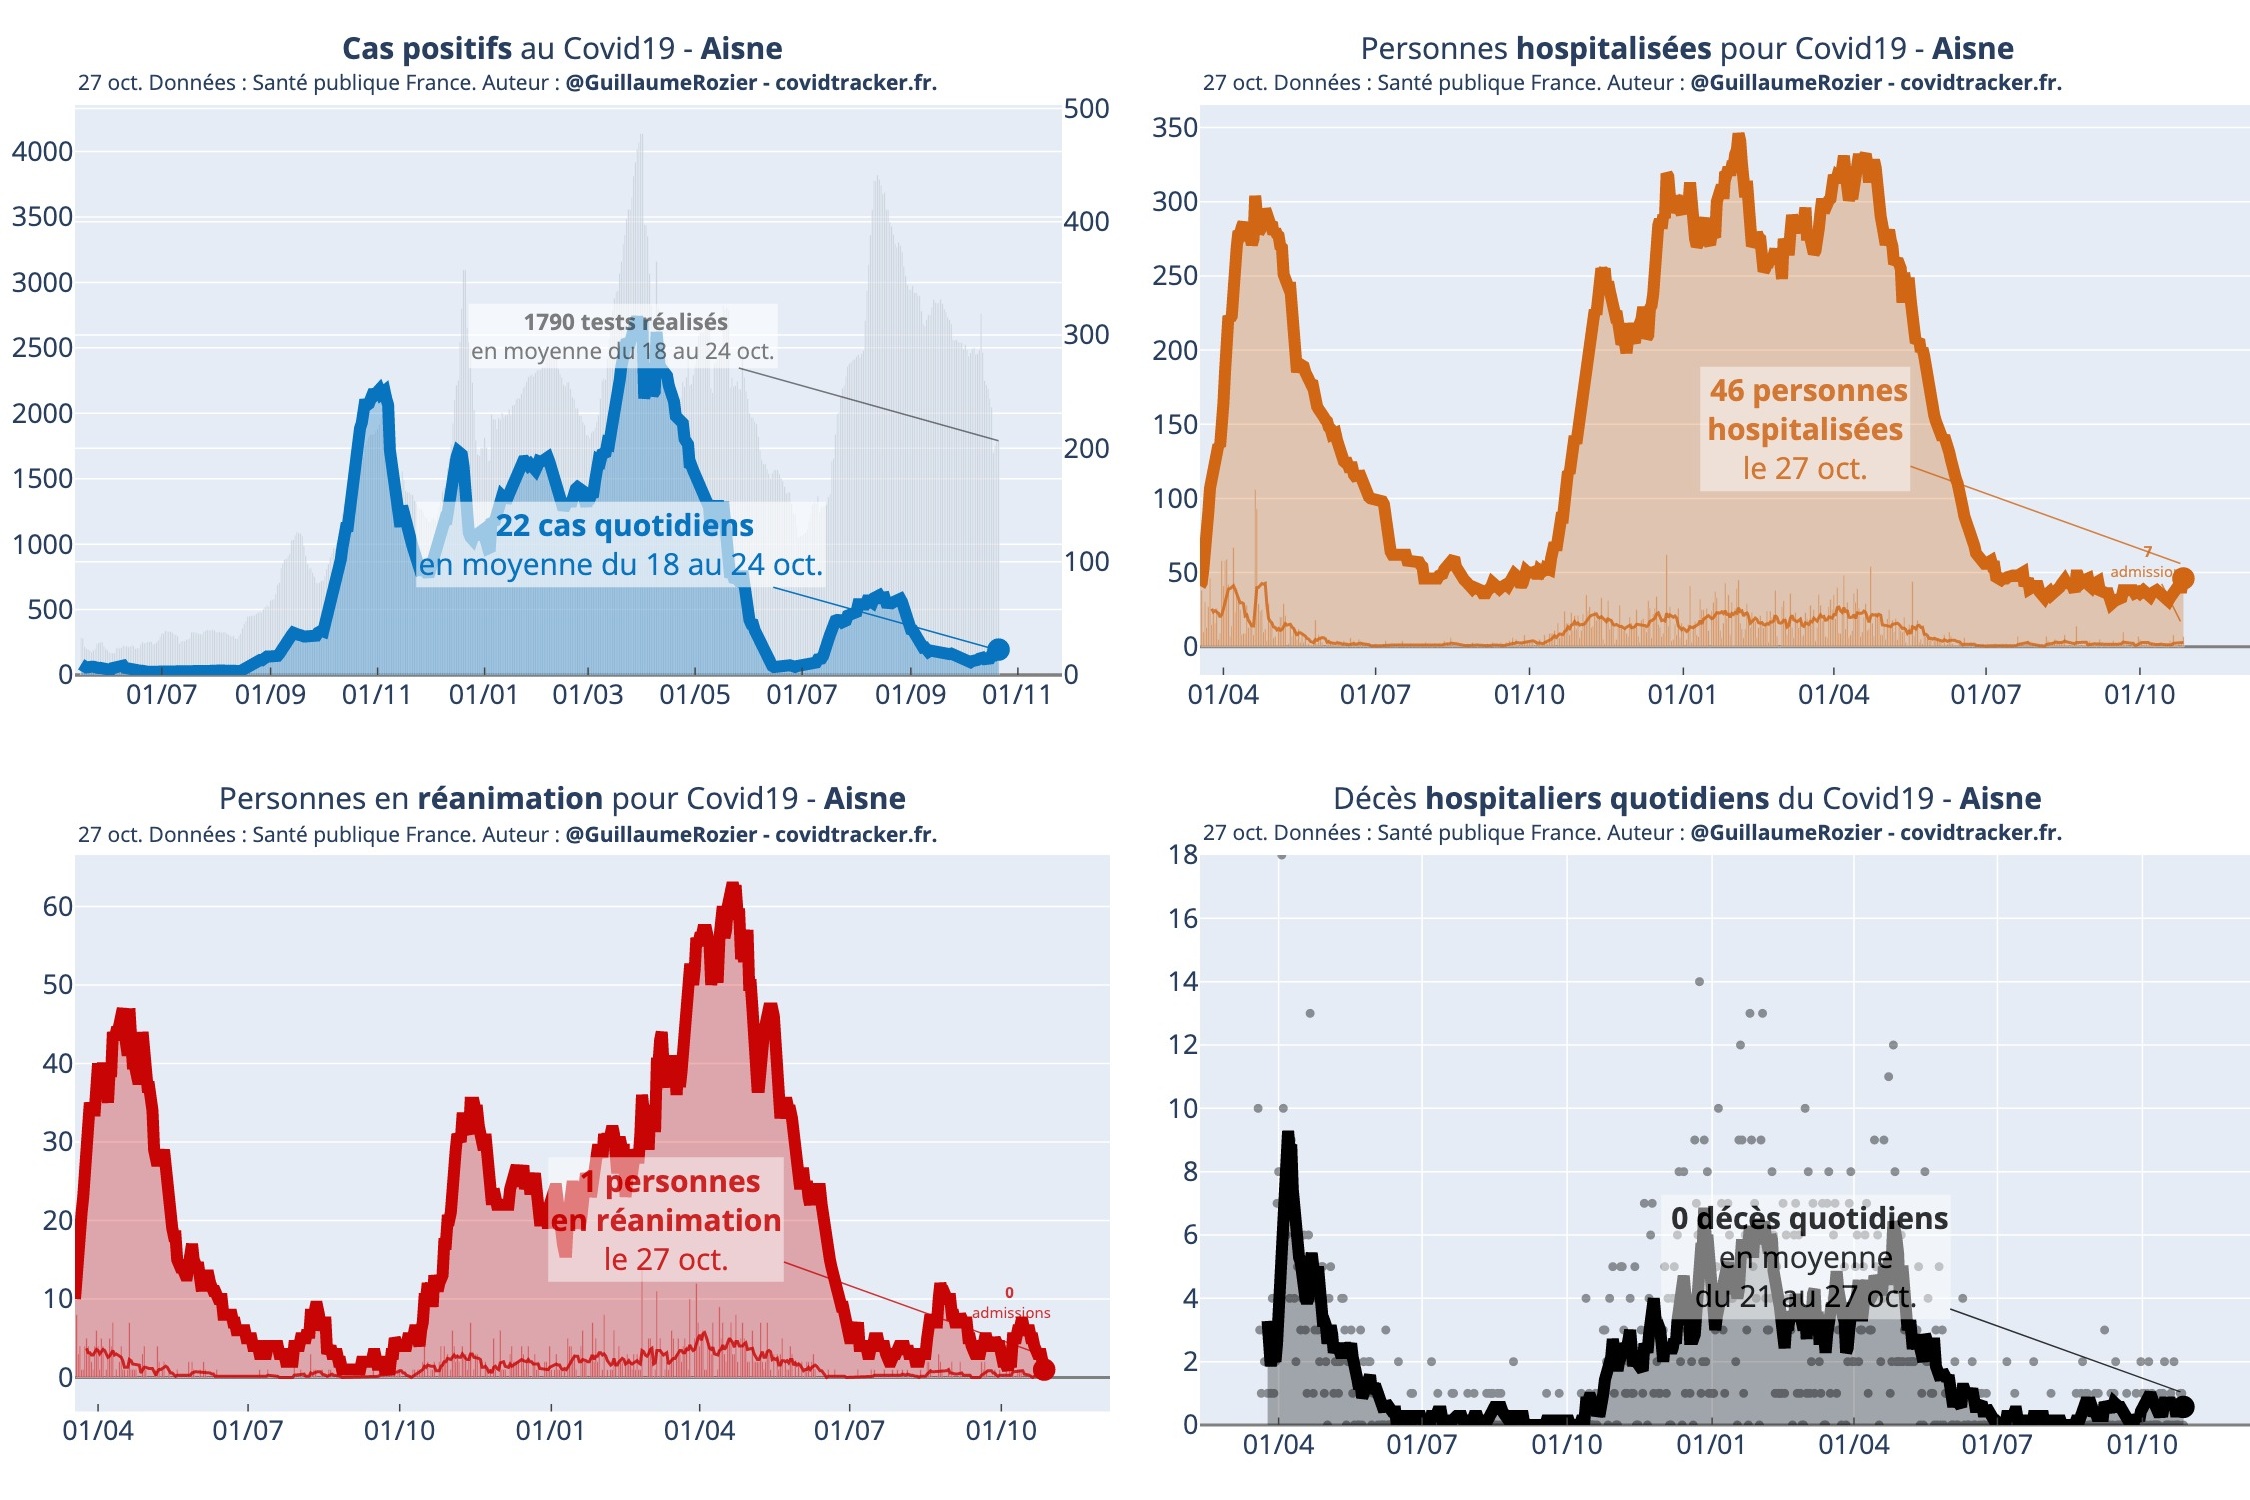 Cas positifs au Covid19 - Aisne
27 oct. Données : Santé publique France. Auteur : @GuillaumeRozier - covidtracker.fr.
500
4000
3500
400
3000
1790 tests réalisés
en moyenne du 18 au 24 oct.
300
2500
2000
200
1500
22 cas quotidiens
en moyenne du 18 au 24 oct.
1000
100
500
0
0
01/07 01/09 01/11 01/01 01/03 01/05 01/07 01/09 01/11
Personnes hospitalisées pour Covid19 - Aisne
27 oct. Données : Santé publique France. Auteur : @GuillaumeRozier - covidtracker.fr.
350
300
250
200
46 personnes
hospitalisées
le 27 oct.
150
100
7
admissio
50
0
01/04 01/07 01/10 01/01 01/04 01/07 01/10
Personnes en réanimation pour Covid19 - Aisne
27 oct. Données : Santé publique France. Auteur : @GuillaumeRozier - covidtracker.fr.
60
50
40
30
1 personnes
en réanimation
le 27 oct.
20
0
admissions
10
0
01/04 01/07 01/10 01/01 01/04 01/07 01/10
Décès hospitaliers quotidiens du Covid19 - Aisne
27 oct. Données : Santé publique France. Auteur : @GuillaumeRozier - covidtracker.fr.
18
16
14
12
10
8
0 décès quotidiens
en moyenne
du 21 au 27 oct.
6
4
2
0
01/04 01/07 01/10 01/01 01/04 01/07 01/10